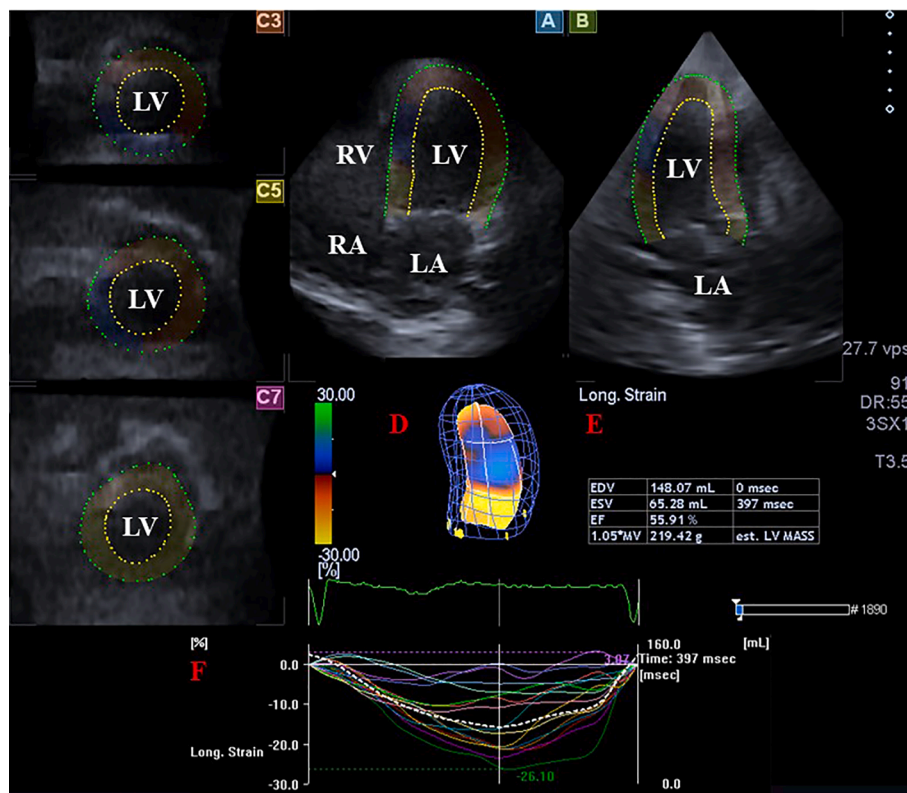 C3
A
B
LV
RV
LV
LV
C5
RA
LA
LA
LV
27.7 vps
91
DR:55
3SX1
T3.5
C7
30.00
D
Long. Strain
E
LV
EDV 148.07 mL 0 msec
ESV 65.28 mL 397 msec
EF 55.91 %
1.05*MV 219.42 g est. LV MASS
-30.00
[%]
# 1890
[%]
160.0 [mL]
F
0.0
3.07
Time: 397 msec
[msec]
-10.0
-20.0
Long. Strain
-26.10
-30.0
0.0